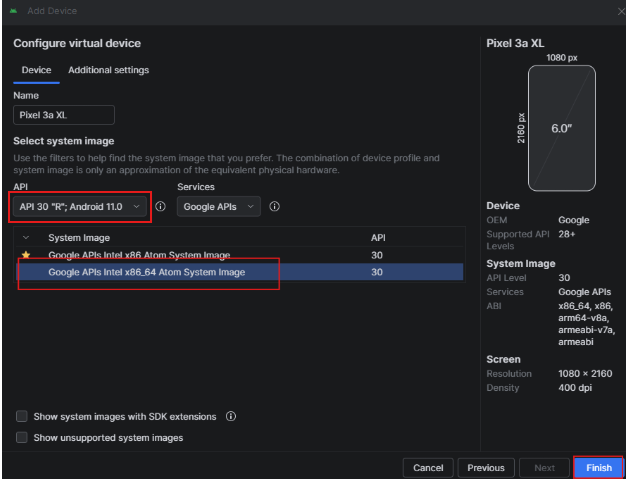 Add Device
Configure virtual device
Device
Additional settings
Name
Pixel 3a XL
Select system image
Use the filters to help find the system image that you prefer. The combination of device profile and
system image is only an approximation of the equivalent physical hardware.
API
Services
API 30 "R"; Android 11.0
Google APIs
System Image
API
Google APIs Intel x86 Atom System Image
30
Google APIs Intel x86_64 Atom System Image
30
Show system images with SDK extensions
Show unsupported system images
Pixel 3a XL
1080 px
2160 px
6.0"
Device
OEM
Google
Supported API
Levels
28+
System Image
API Level
30
Services
Google APIs
ABI
x86_64, x86,
arm64-v8a,
armeabi-v7a,
armeabi
Screen
Resolution
1080 × 2160
Density
400 dpi
Cancel
Previous
Next
Finish